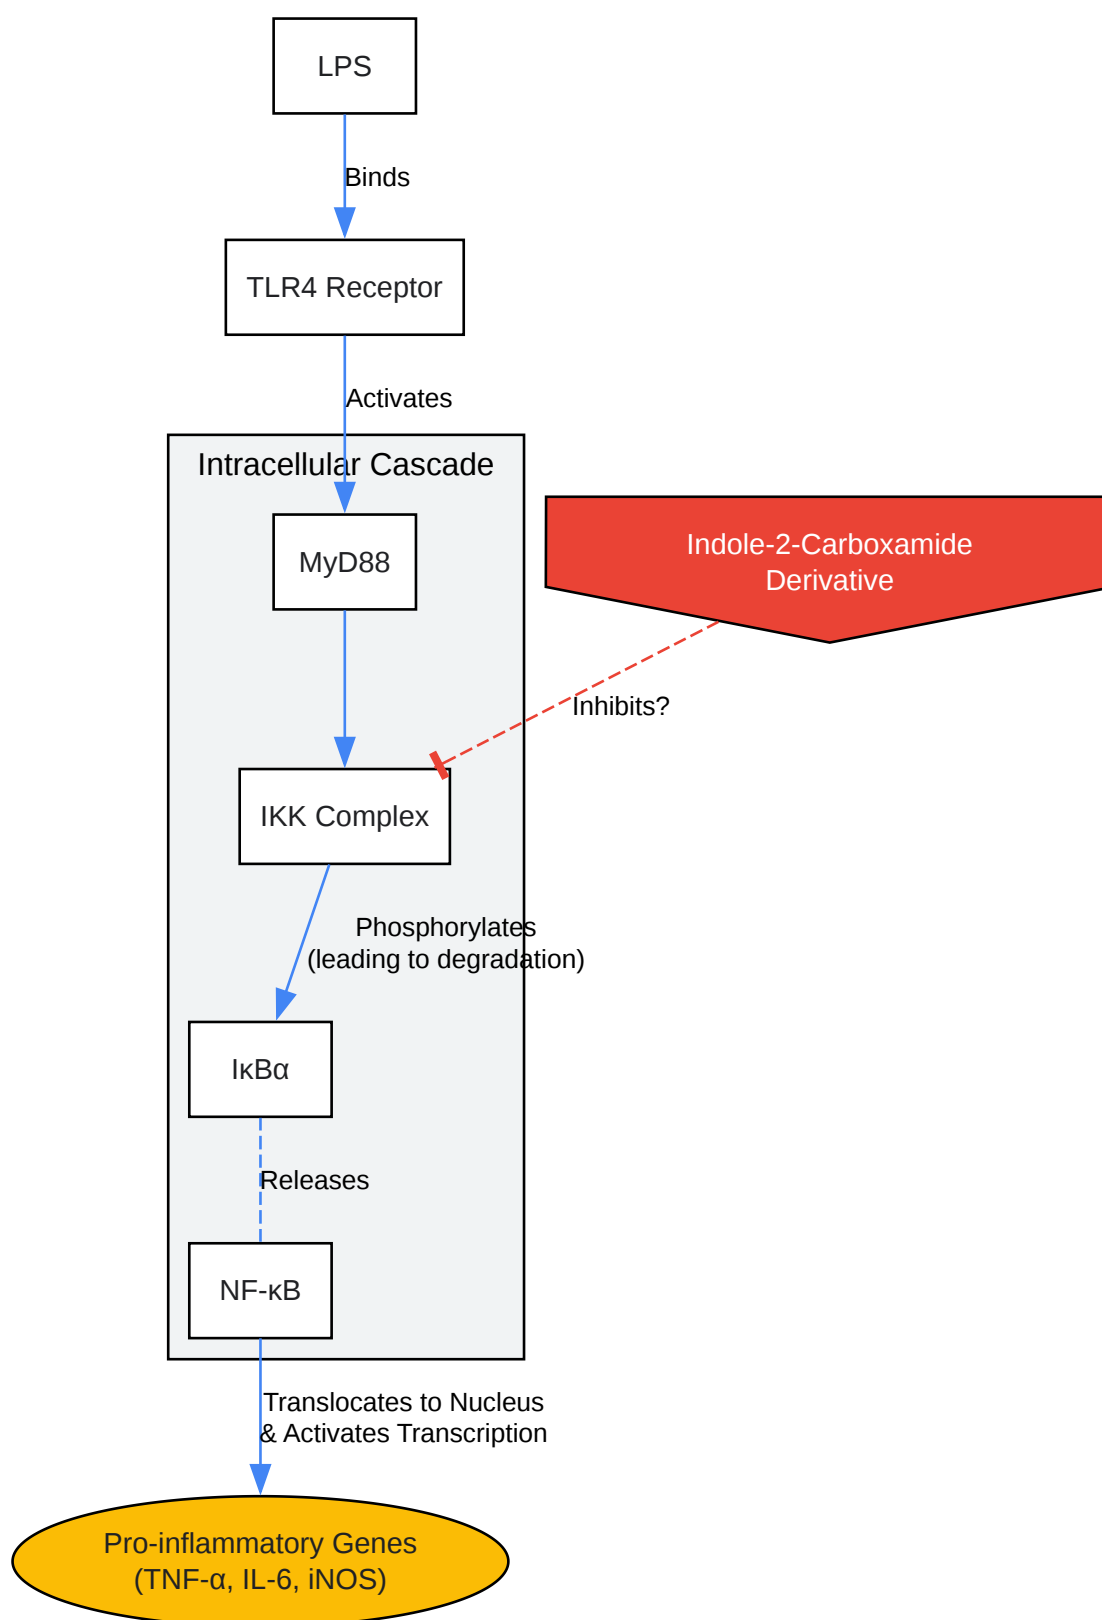 LPS
Binds
TLR4 Receptor
Activates
Intracellular Cascade
MyD88
Indole-2-Carboxamide
Derivative
Inhibits?
IKK Complex
Phosphorylates
(leading to degradation)
IκBα
Releases
NF-κB
Translocates to Nucleus
& Activates Transcription
Pro-inflammatory Genes
(TNF-α, IL-6, iNOS)